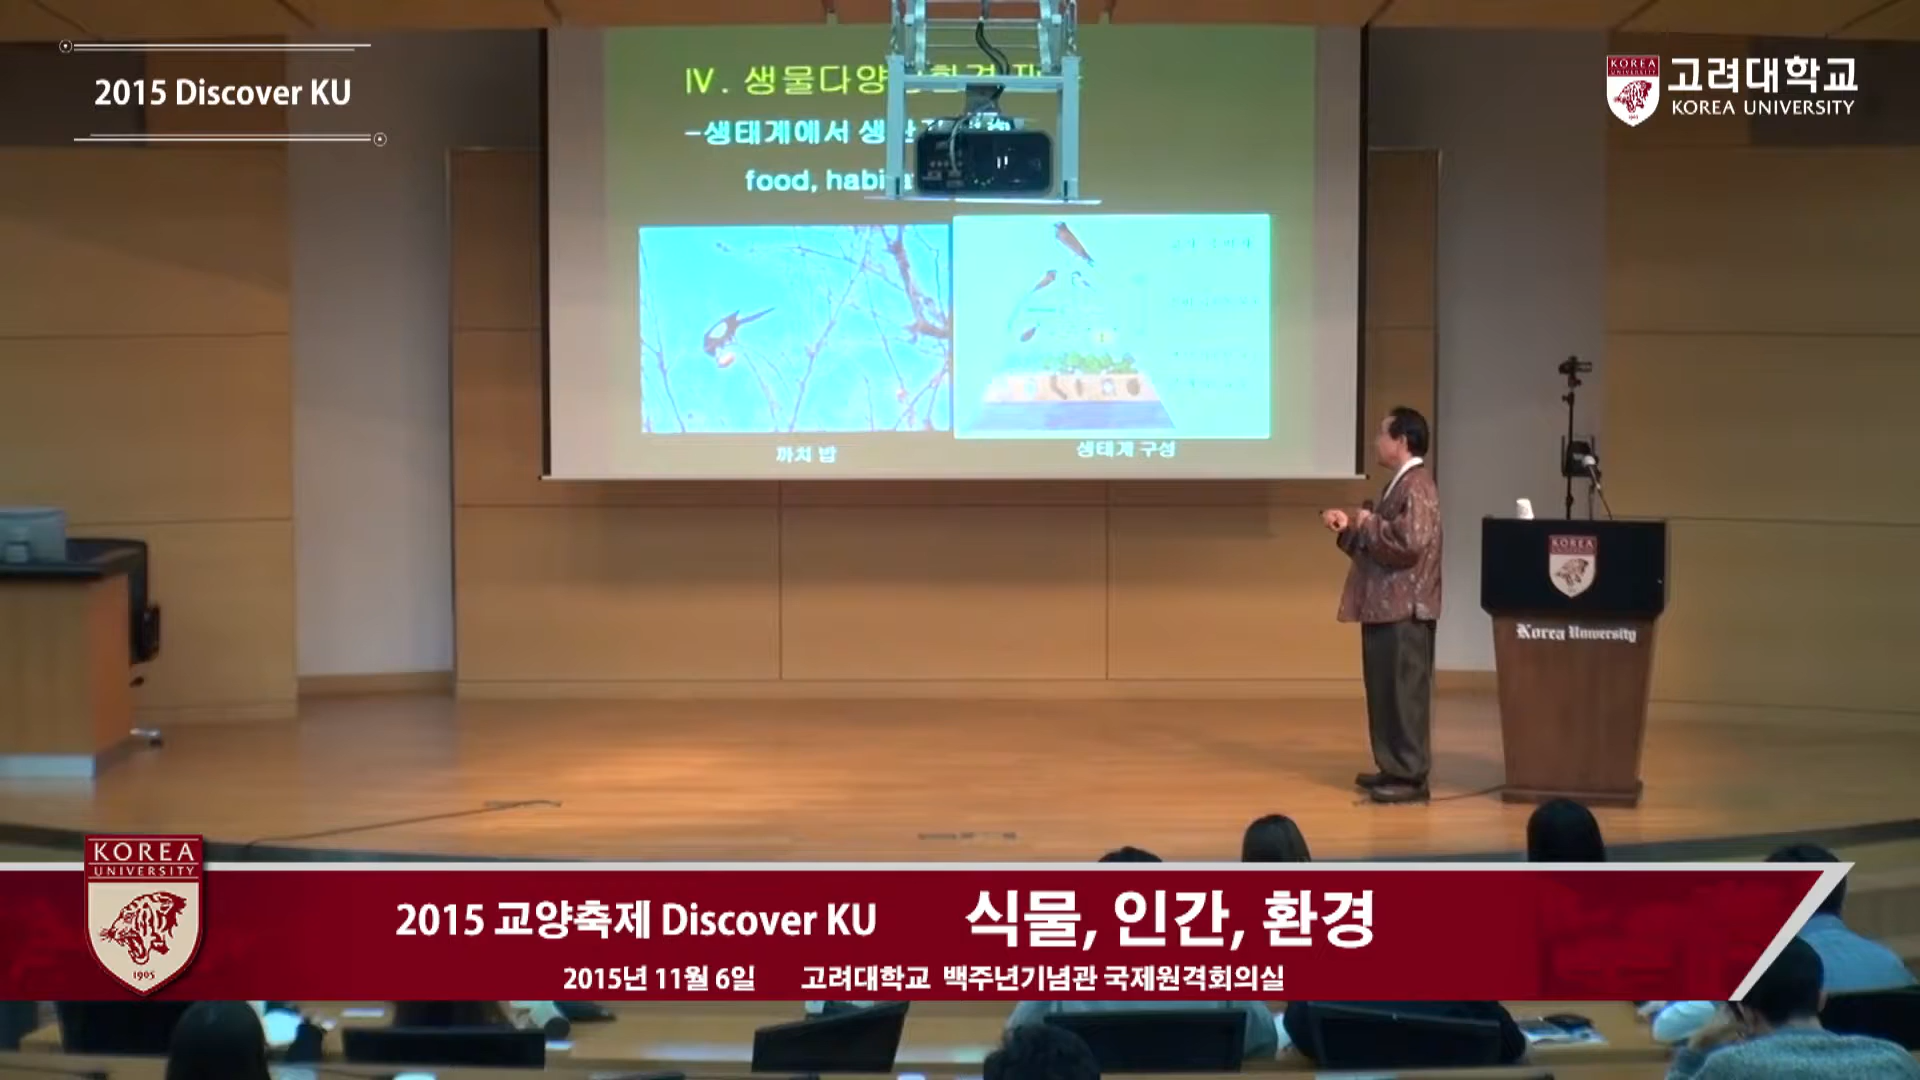 2015 Discover KU
KOREA
UNIVERSITY
고려대학교
KOREA UNIVERSITY
Ⅳ. 생물다양
-생태계에서
food,
까치 밥
생태계 구성
KOREA
Korea University
KOREA
UNIVERSITY
1905
2015 교양축제 Discover KU
식물, 인간, 환경
2015년 11월 6일
고려대학교 백주년기념관 국제원격회의실